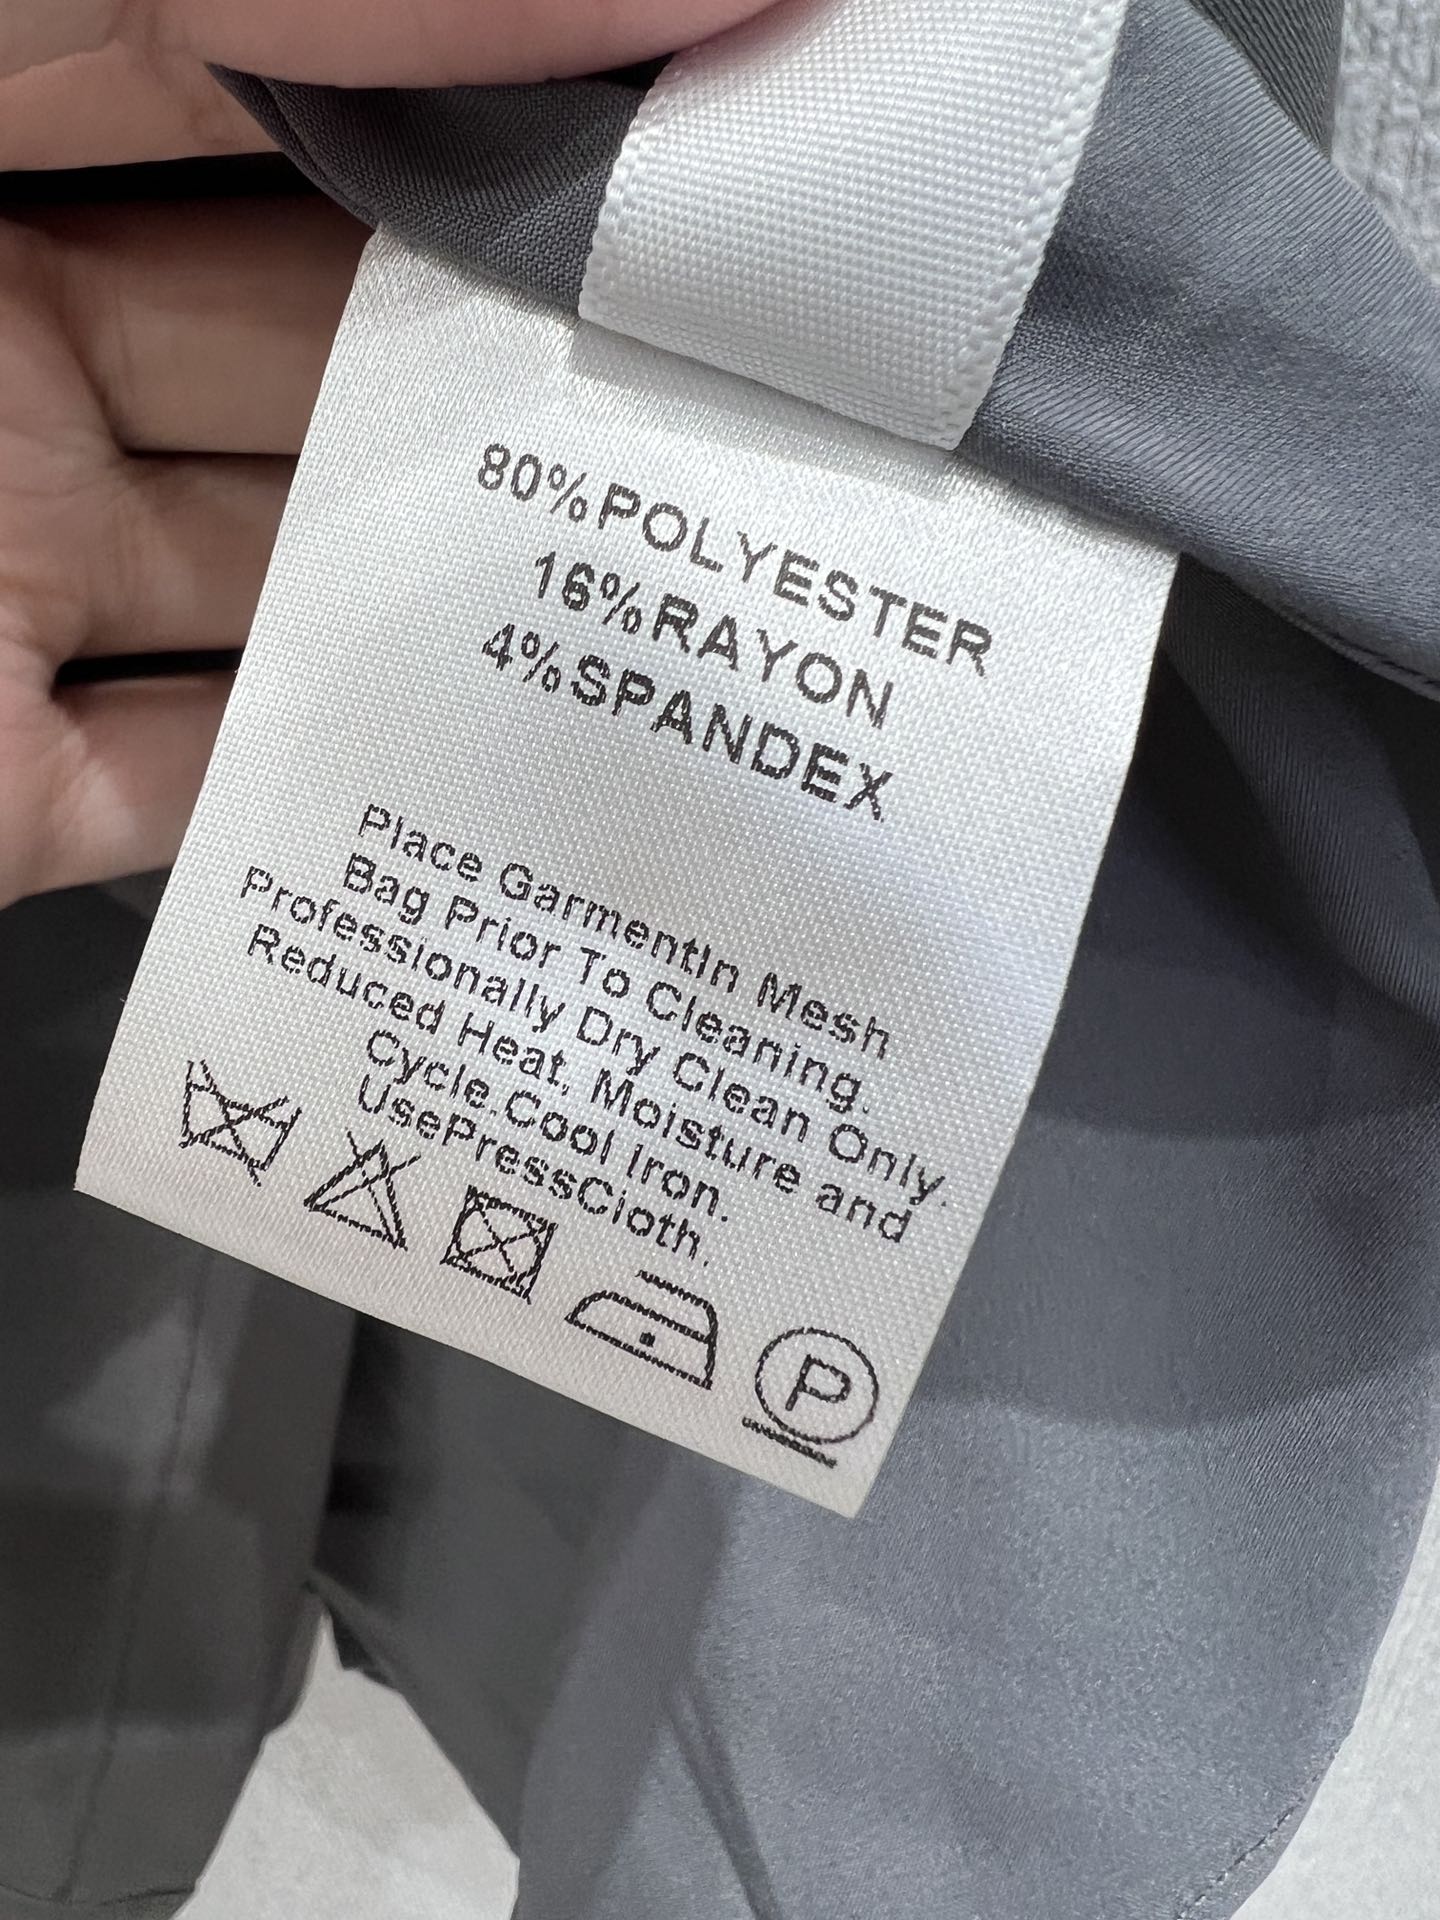 80%POLYESTER
16%RAYON
4%SPANDEX
Place GarmentIn Mesh
Bag Prior To Cleaning.
Professionally Dry Clean Only.
Reduced Heat, Moisture and
Cycle.Cool Iron.
UsePressCloth.
P